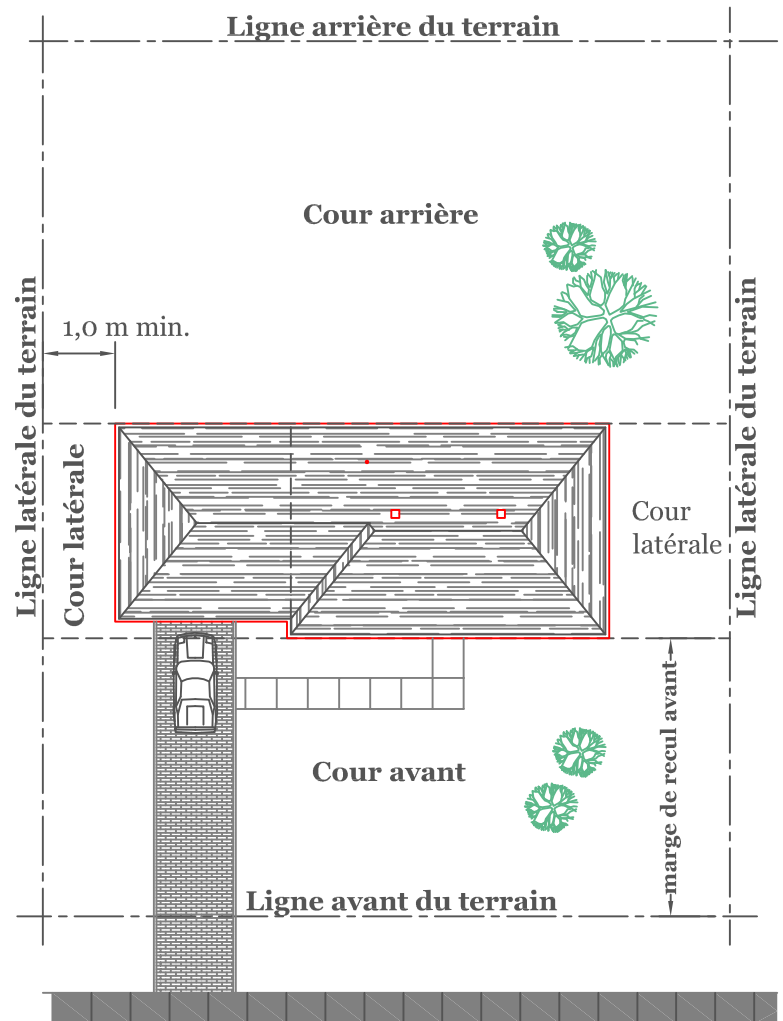 Ligne arrière du terrain
Cour arrière
1,0 m min.
Ligne latérale du terrain
Cour latérale
Cour
latérale
Ligne latérale du terrain
Cour avant
marge de recul avant
Ligne avant du terrain